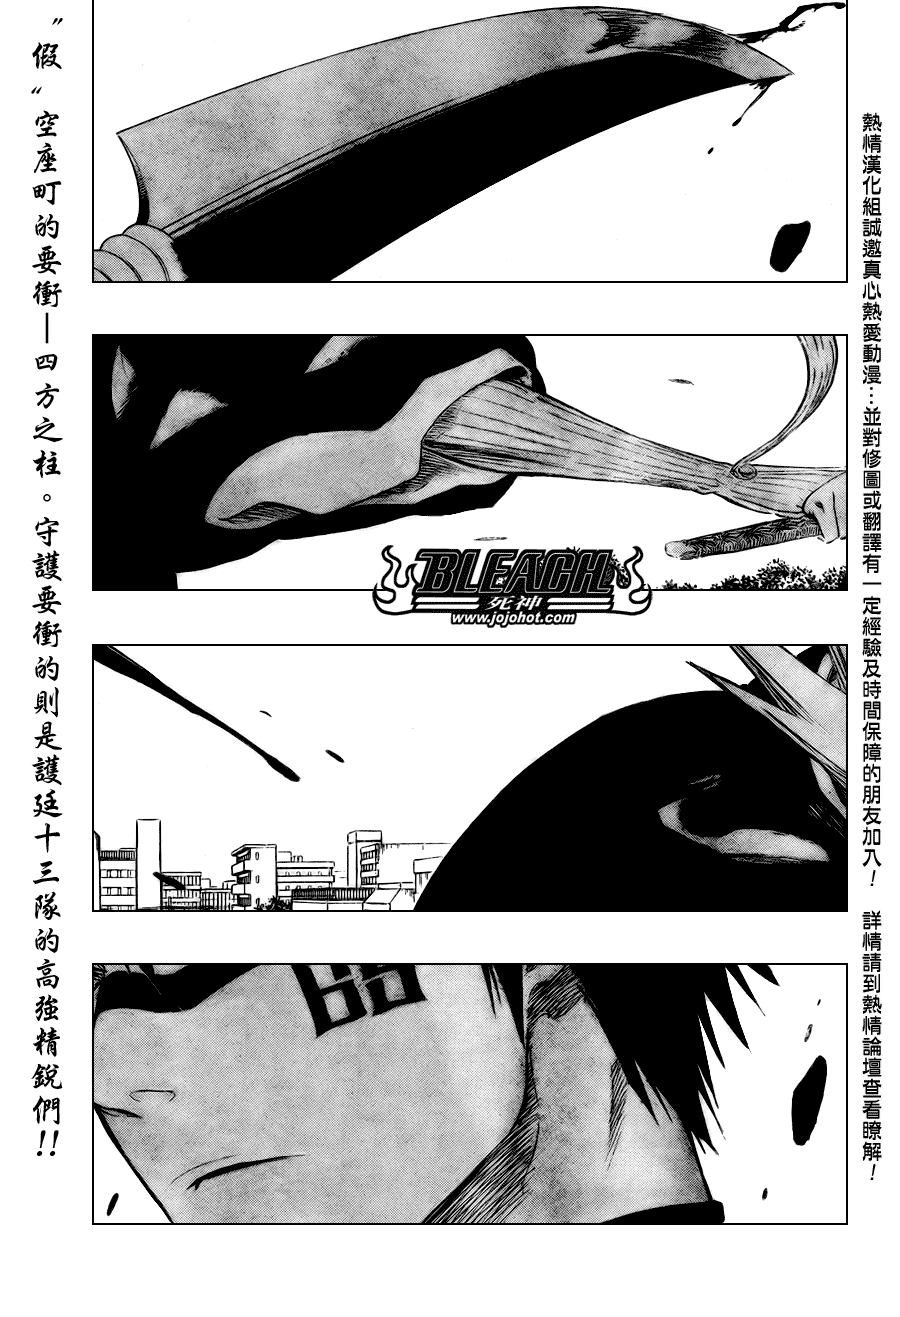 熱情漢化組誠邀真心熱愛動漫…並對修圖或翻譯有一定經驗及時間保障的朋友加入！ 詳情請到熱情論壇查看瞭解！
BLEACH
死神
www.jojohot.com
69
〝假〞空座町的要衝—四方之柱。守護要衝的則是護廷十三隊的高強精銳們!!